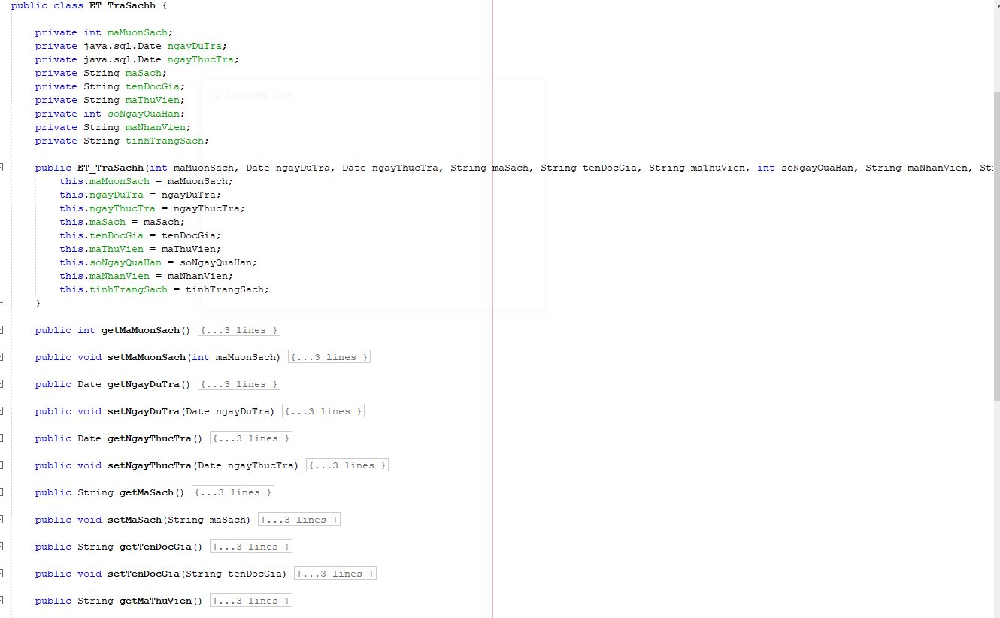 public class ET_TraSachh {
private int maMuonSach;
private java.sql.Date ngayDuTra;
private java.sql.Date ngayThucTra;
private String maSach;
private String tenDocGia;
Snipping Tool
private String maThuVien;
private int soNgayQuaHan;
private String maNhanVien;
private String tinhTrangSach;
public ET_TraSachh(int maMuonSach, Date ngayDuTra, Date ngayThucTra, String maSach, String tenDocGia, String maThuVien, int soNgayQuaHan, String maNhanVien,
this.maMuonSach = maMuonSach;
this.ngayDuTra = ngayDuTra;
this.ngayThucTra = ngayThucTra;
this.maSach = maSach;
this.tenDocGia = tenDocGia;
this.maThuVien = maThuVien;
this.soNgayQuaHan = soNgayQuaHan;
this.maNhanVien = maNhanVien;
this.tinhTrangSach = tinhTrangSach;
}
public int getMaMuonSach() {...3 lines }
public void setMaMuonSach(int maMuonSach) {...3 lines }
public Date getNgayDuTra() {...3 lines }
public void setNgayDuTra(Date ngayDuTra) {...3 lines }
public Date getNgayThucTra() {...3 lines }
public void setNgayThucTra(Date ngayThucTra) {...3 lines }
public String getMaSach() {...3 lines }
public void setMaSach(String maSach) {...3 lines }
public String getTenDocGia() {...3 lines }
public void setTenDocGia(String tenDocGia) {...3 lines }
public String getMaThuVien() {...3 lines }